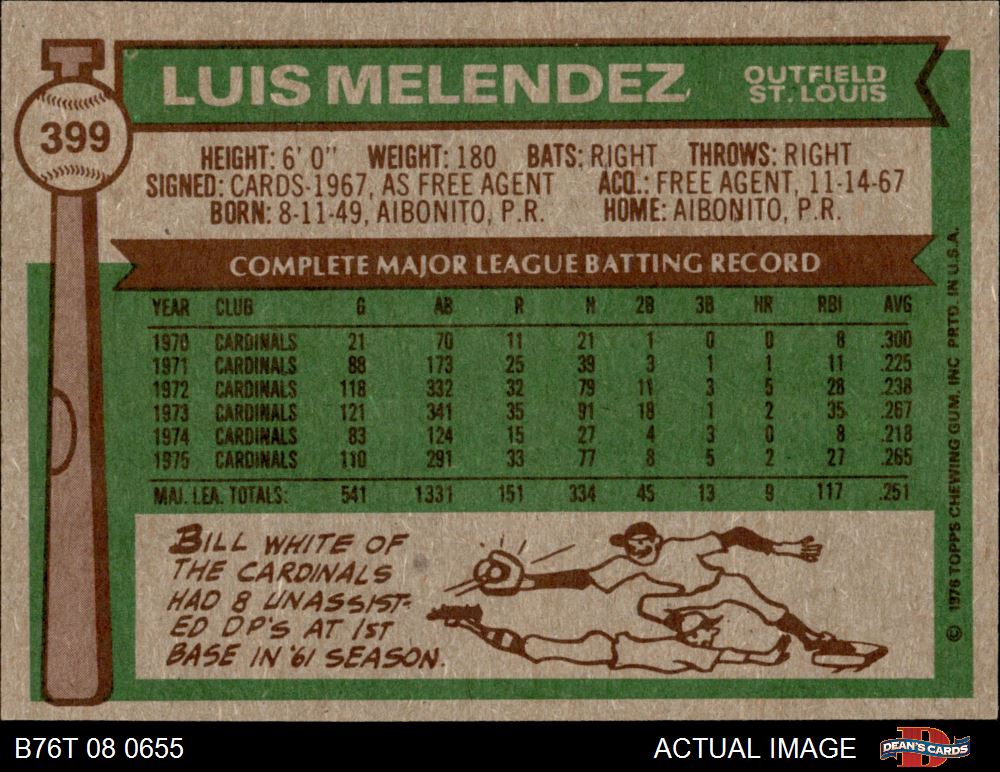 399
LUIS MELENDEZ
OUTFIELD
ST. LOUIS
HEIGHT: 6' 0" WEIGHT: 180 BATS: RIGHT THROWS: RIGHT
SIGNED: CARDS-1967, AS FREE AGENT ACQ.: FREE AGENT, 11-14-67
BORN: 8-11-49, AIBONITO, P.R. HOME: AIBONITO, P.R.
COMPLETE MAJOR LEAGUE BATTING RECORD
YEAR CLUB G AB R H 2B 3B HR RBI AVG
1970 CARDINALS 21 70 11 21 1 0 0 8 .300
1971 CARDINALS 88 173 25 39 3 1 1 11 .225
1972 CARDINALS 118 332 32 79 11 3 5 28 .238
1973 CARDINALS 121 341 35 91 18 1 2 35 .267
1974 CARDINALS 83 124 15 27 4 3 0 8 .218
1975 CARDINALS 110 291 33 77 8 5 2 27 .265
MAJ. LEA. TOTALS: 541 1331 151 334 45 13 9 117 .251
BILL WHITE OF
THE CARDINALS
HAD 8 UNASSIST-
ED DP'S AT 1ST
BASE IN '61 SEASON.
© 1976 TOPPS CHEWING GUM, INC. PRTD. IN U.S.A.
B76T 08 0655
ACTUAL IMAGE
DEAN'S CARDS